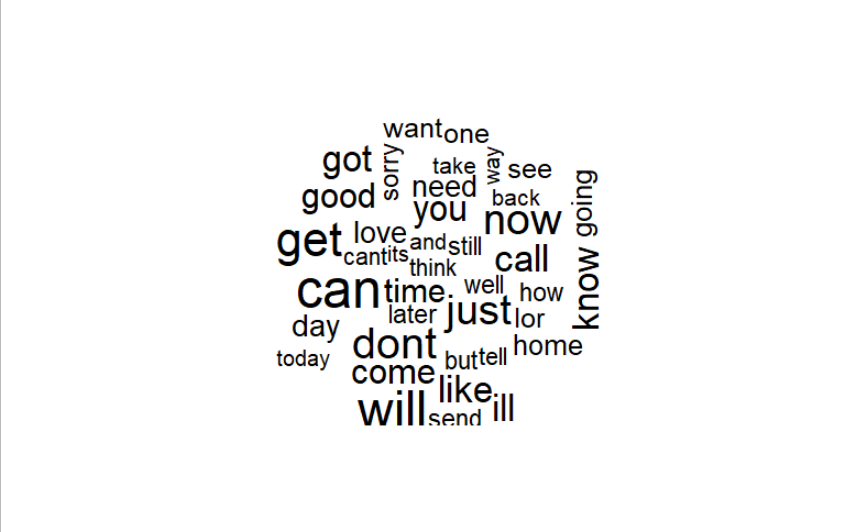 want one
got sorry take way see
good need back going
you now
get love and still
cant its call
think
can time well how know
later just lor
day
dont home
today but tell
come
like
will send ill